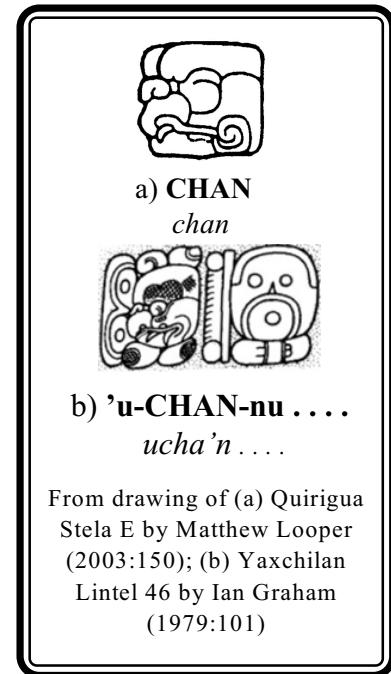 a) CHAN
chan
b) ’u-CHAN-nu . . . .
ucha’n . . . .
From drawing of (a) Quirigua
Stela E by Matthew Looper
(2003:150); (b) Yaxchilan
Lintel 46 by Ian Graham
(1979:101)